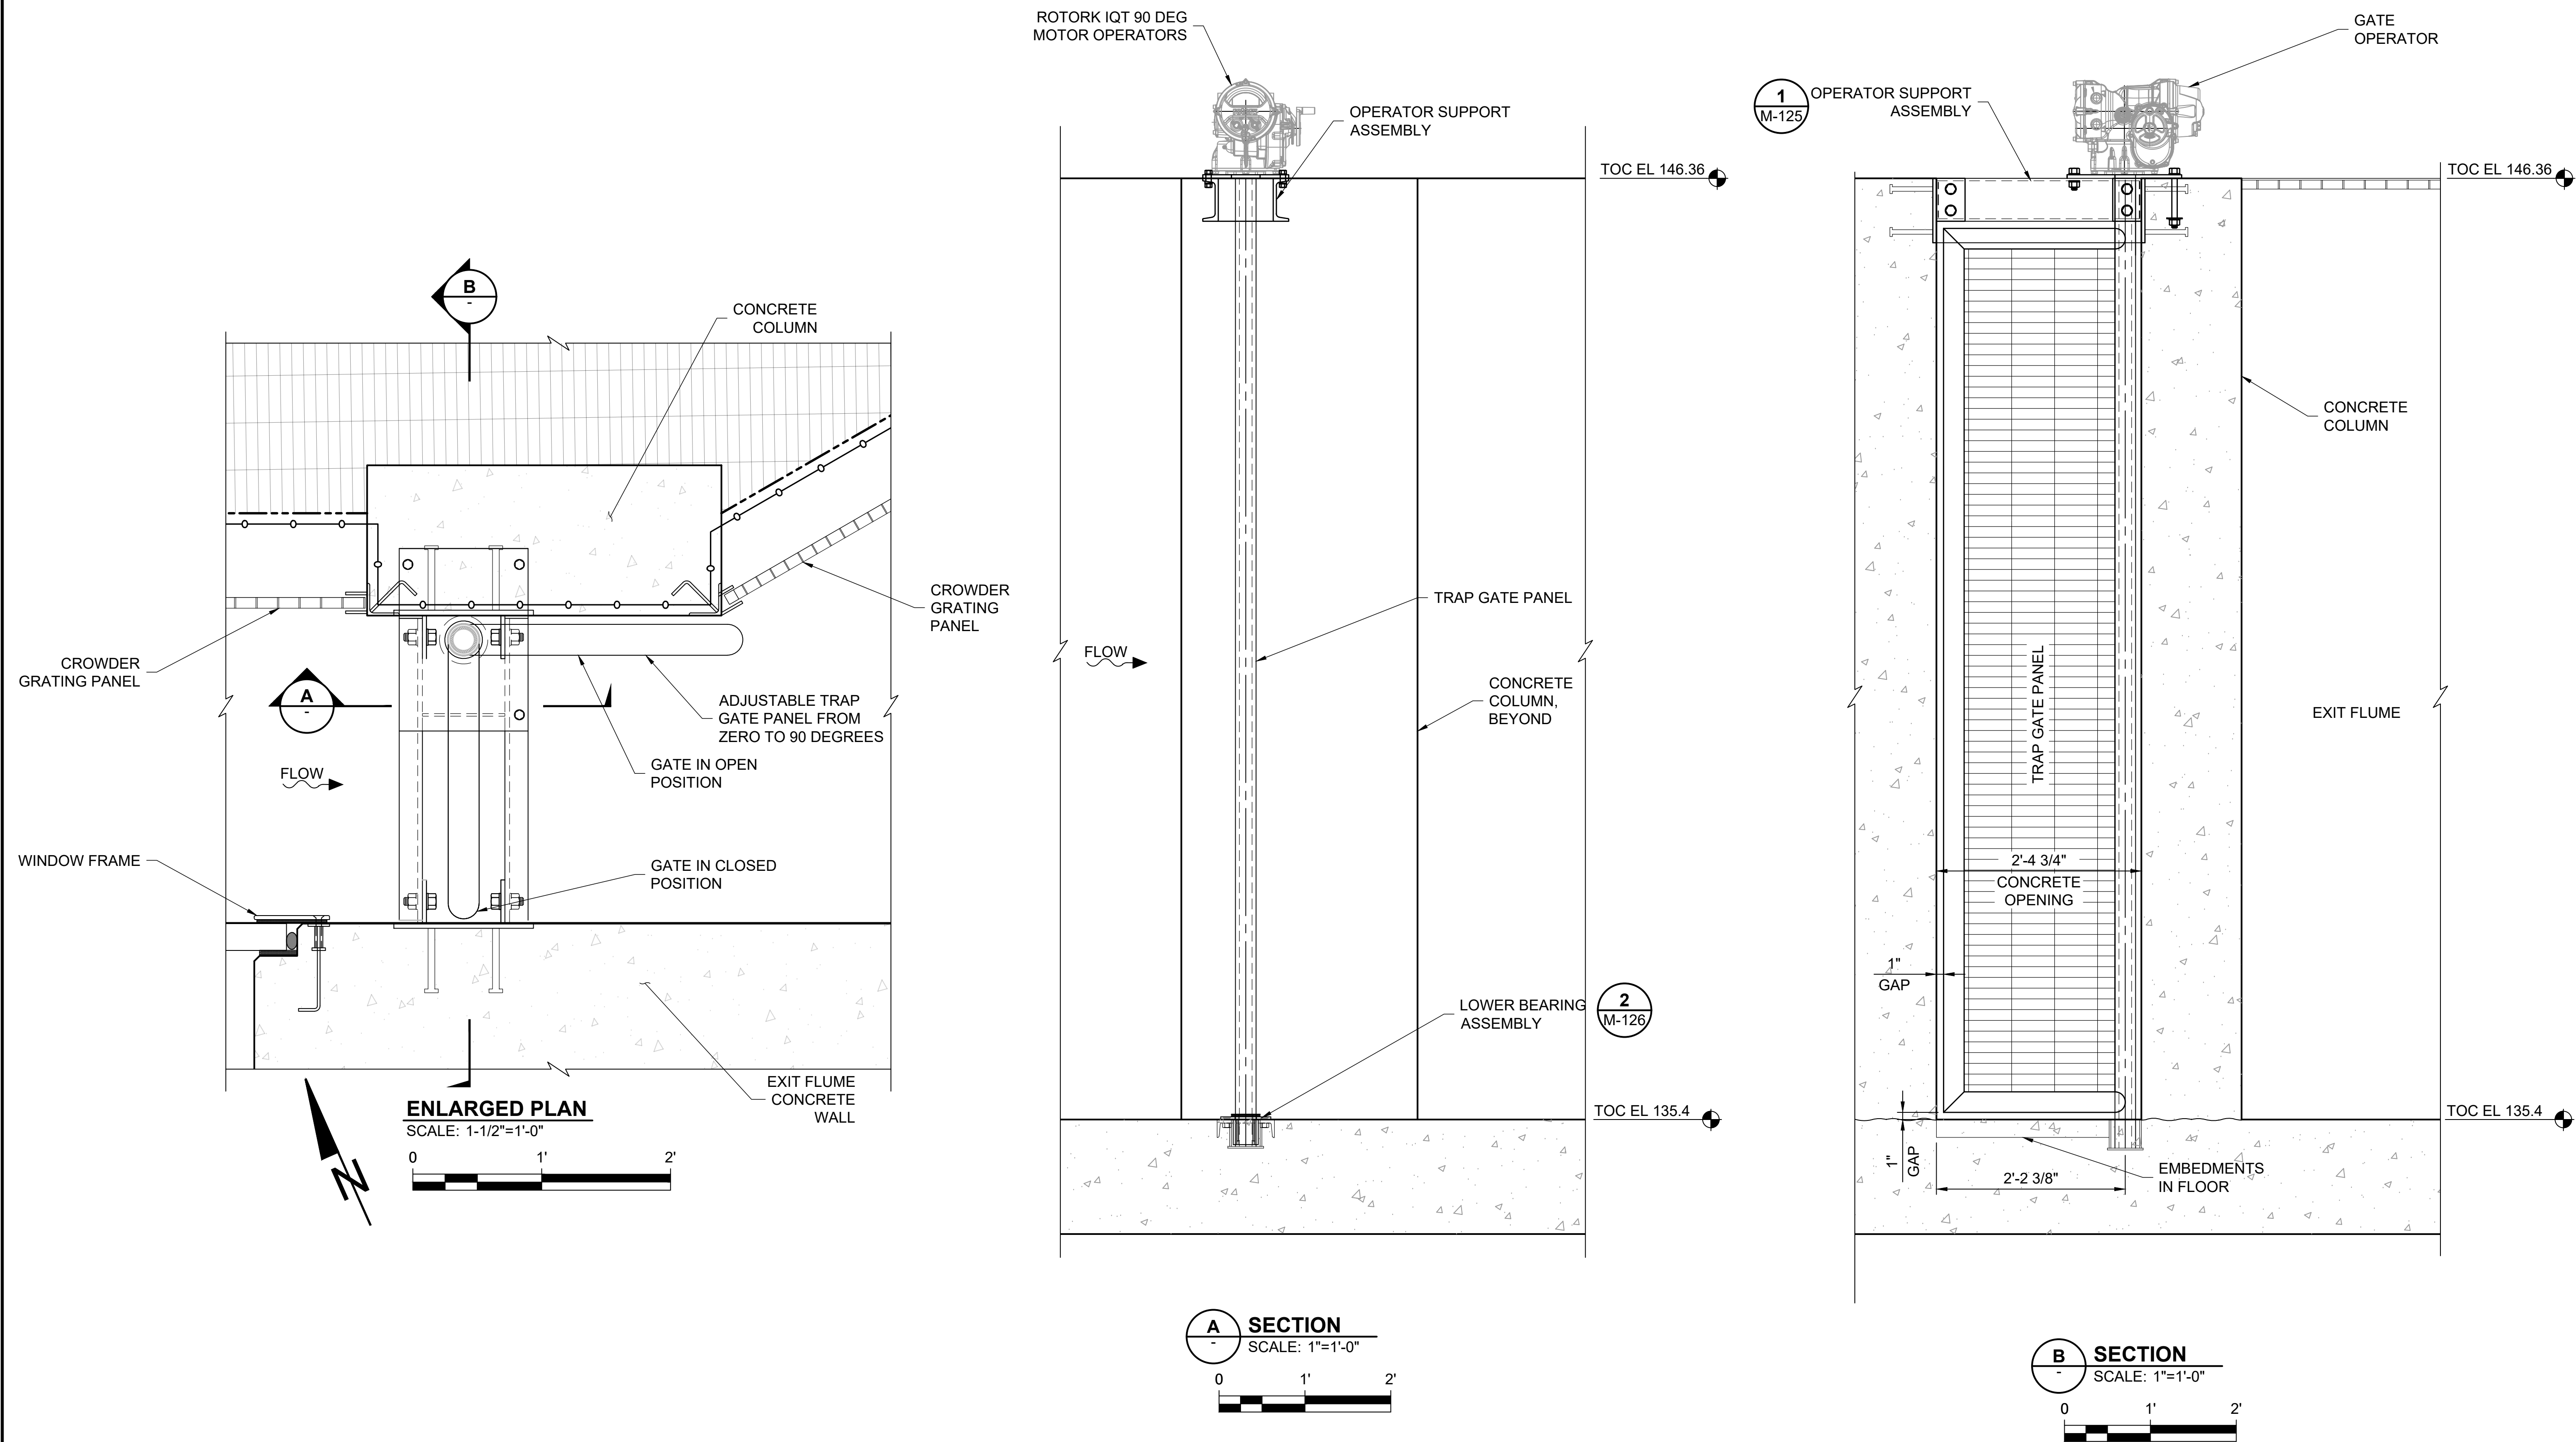 B
-
CONCRETE
COLUMN
CROWDER
GRATING
PANEL
CROWDER
GRATING PANEL
A
-
ADJUSTABLE TRAP
GATE PANEL FROM
ZERO TO 90 DEGREES
GATE IN OPEN
POSITION
FLOW
WINDOW FRAME
GATE IN CLOSED
POSITION
EXIT FLUME
CONCRETE
WALL
ENLARGED PLAN
SCALE: 1-1/2"=1'-0"
0 1' 2'
N
ROTORK IQT 90 DEG
MOTOR OPERATORS
OPERATOR SUPPORT
ASSEMBLY
TOC EL 146.36
TRAP GATE PANEL
FLOW
CONCRETE
COLUMN,
BEYOND
LOWER BEARING
ASSEMBLY
2
M-126
TOC EL 135.4
A
-
SECTION
SCALE: 1"=1'-0"
0 1' 2'
GATE
OPERATOR
1
M-125
OPERATOR SUPPORT
ASSEMBLY
TOC EL 146.36
CONCRETE
COLUMN
TRAP GATE PANEL
EXIT FLUME
2'-4 3/4"
CONCRETE
OPENING
1"
GAP
TOC EL 135.4
1"
GAP
2'-2 3/8"
EMBEDMENTS
IN FLOOR
B
-
SECTION
SCALE: 1"=1'-0"
0 1' 2'